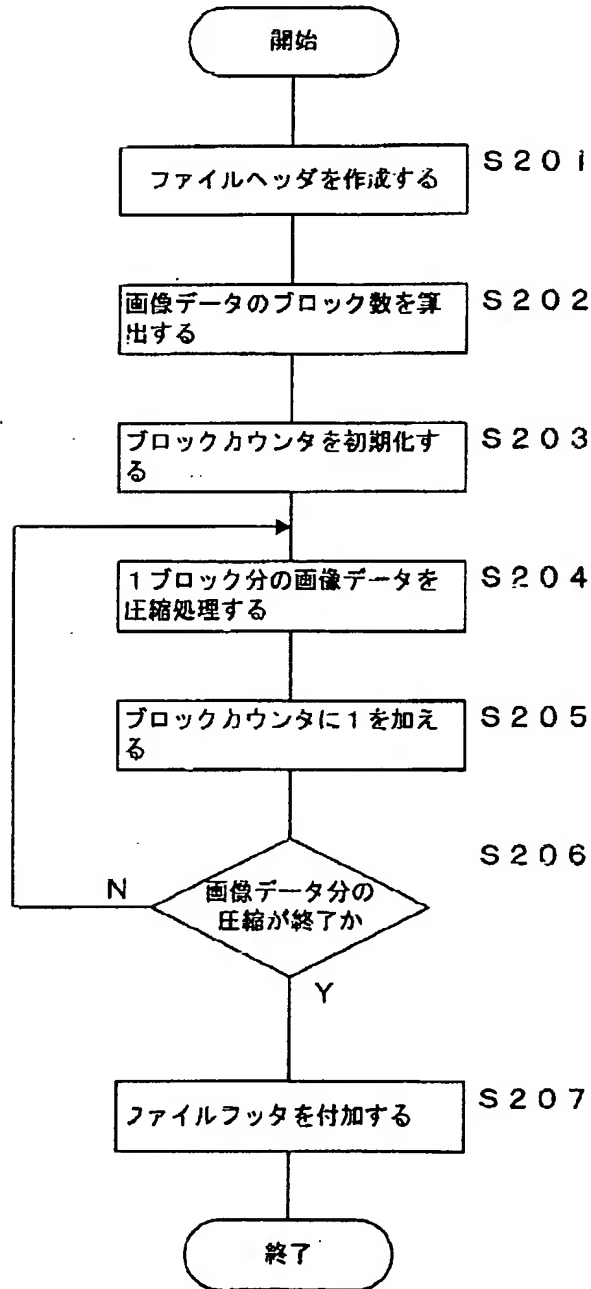 開始
ファイルヘッダを作成する
S201
画像データのブロック数を算
出する
S202
ブロックカウンタを初期化す
る
S203
1ブロック分の画像データを
圧縮処理する
S204
ブロックカウンタに1を加え
る
S205
S206
N
画像データ分の
圧縮が終了か
Y
ファイルフッタを付加する
S207
終了